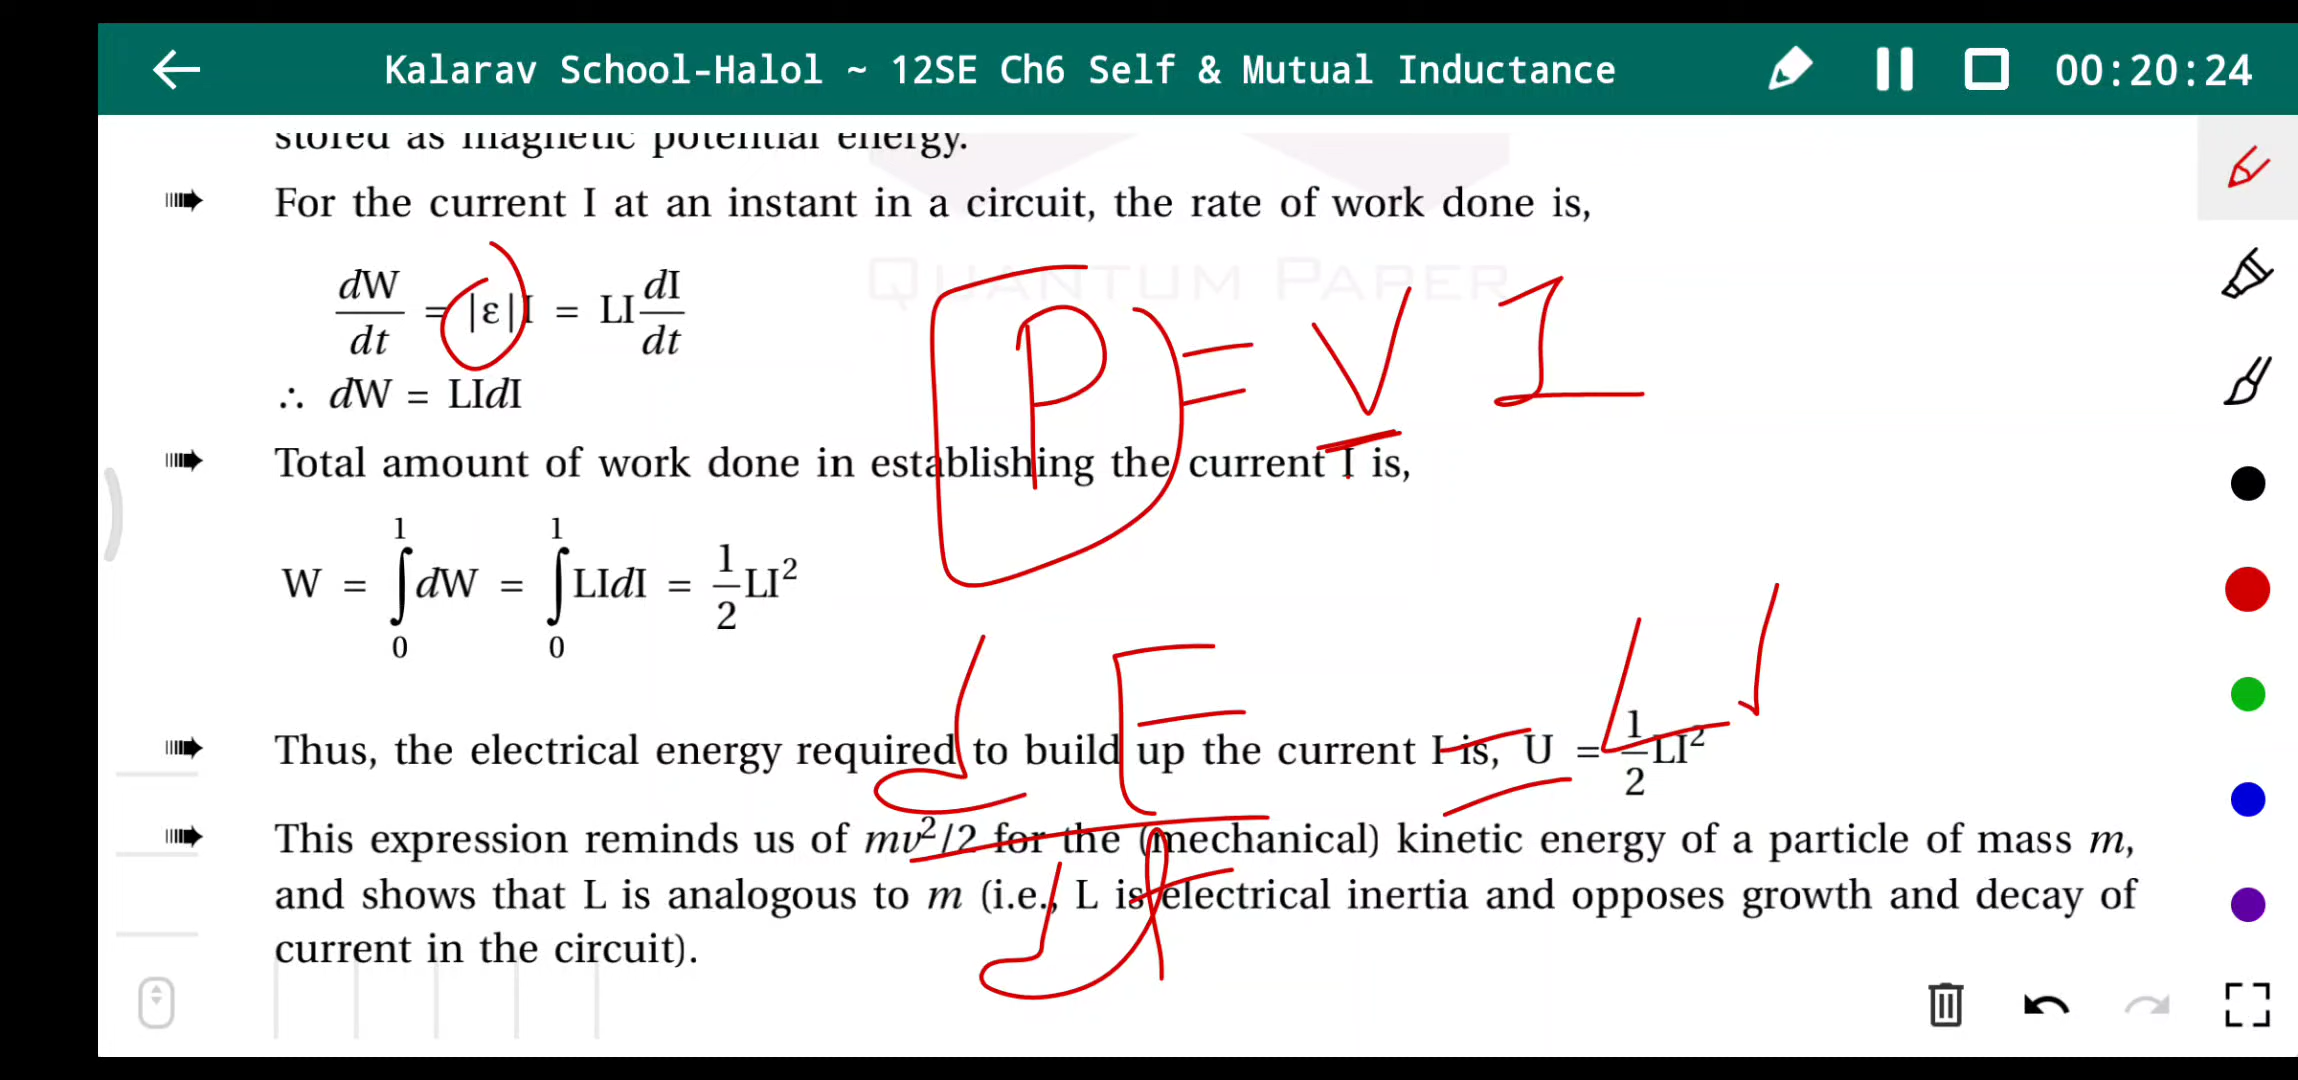 Kalarav School-Halol ~ 12SE Ch6 Self & Mutual Inductance 00:20:24
stored as magnetic potential energy.
For the current I at an instant in a circuit, the rate of work done is,
QUANTUM PAPER
dW/dt = |ε|I = LI dI/dt
P = V I
∴ dW = LIdI
Total amount of work done in establishing the current I is,
W = ∫₀¹ dW = ∫₀¹ LIdI = 1/2 LI²
Thus, the electrical energy required to build up the current I is, U = 1/2 LI²
This expression reminds us of mv²/2 for the (mechanical) kinetic energy of a particle of mass m,
and shows that L is analogous to m (i.e., L is electrical inertia and opposes growth and decay of
current in the circuit).